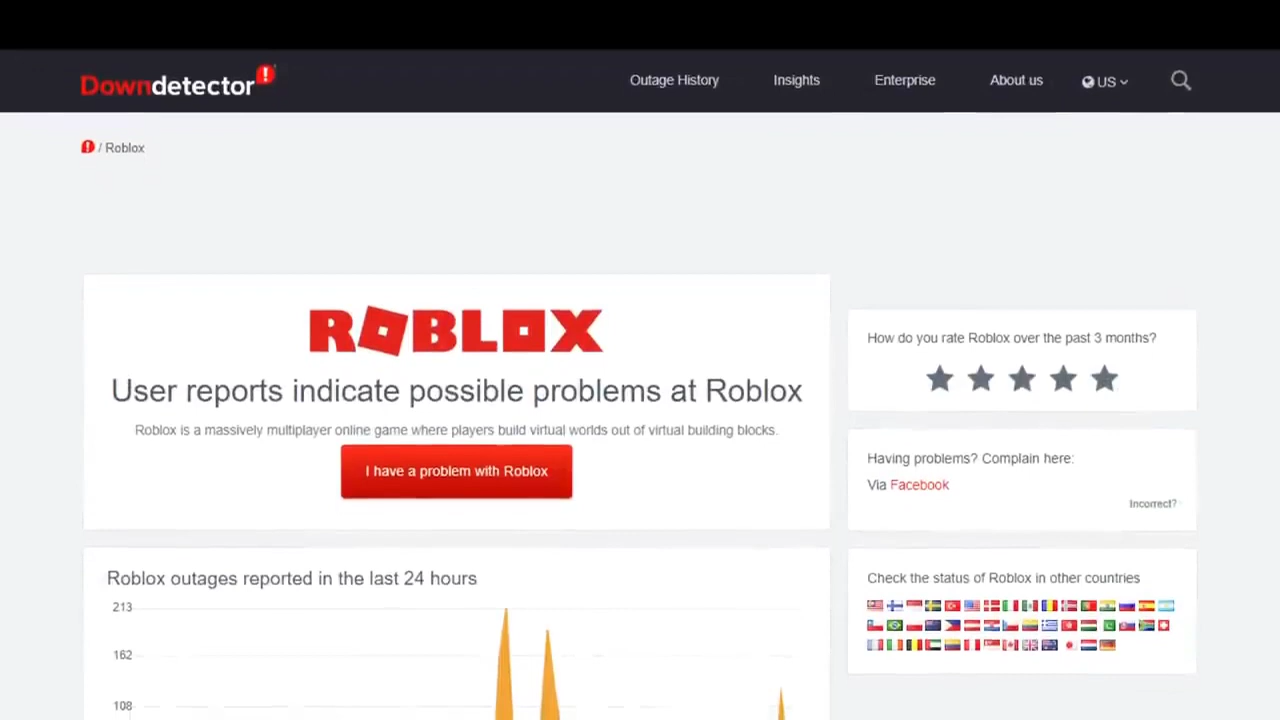 Downdetector
Outage History
Insights
Enterprise
About us
US
/ Roblox
ROBLOX
User reports indicate possible problems at Roblox
Roblox is a massively multiplayer online game where players build virtual worlds out of virtual building blocks.
I have a problem with Roblox
How do you rate Roblox over the past 3 months?
Having problems? Complain here:
Via Facebook
Incorrect?
Roblox outages reported in the last 24 hours
213
162
108
Check the status of Roblox in other countries